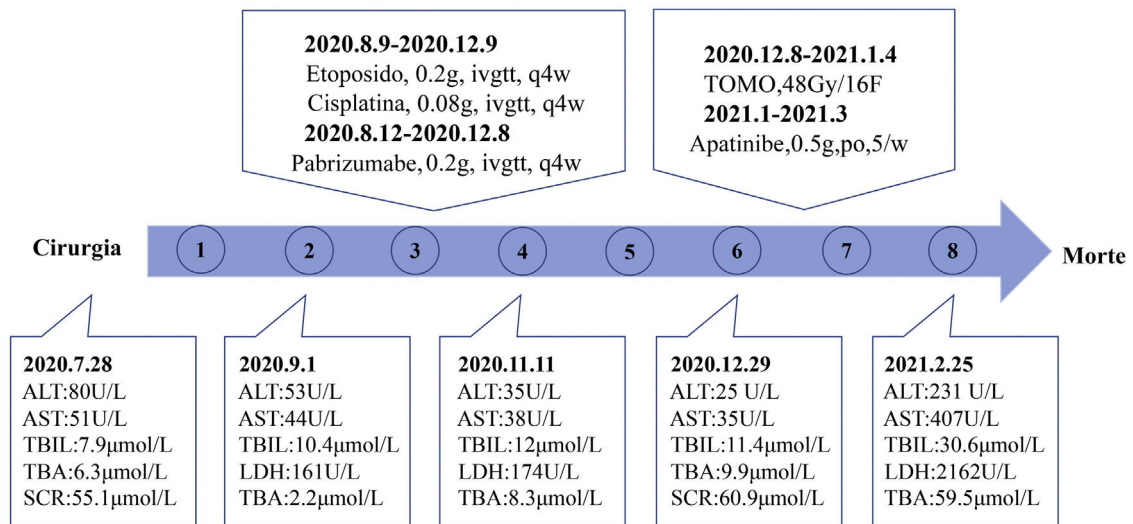 2020.8.9-2020.12.9
Etoposido, 0.2g, ivgtt, q4w
Cisplatina, 0.08g, ivgtt, q4w
2020.8.12-2020.12.8
Pabrizumabe, 0.2g, ivgtt, q4w
2020.12.8-2021.1.4
TOMO,48Gy/16F
2021.1-2021.3
Apatinibe,0.5g,po,5/w
Cirurgia
1
2
3
4
5
6
7
8
Morte
2020.7.28
ALT:80U/L
AST:51U/L
TBIL:7.9μmol/L
TBA:6.3μmol/L
SCR:55.1μmol/L
2020.9.1
ALT:53U/L
AST:44U/L
TBIL:10.4μmol/L
LDH:161U/L
TBA:2.2μmol/L
2020.11.11
ALT:35U/L
AST:38U/L
TBIL:12μmol/L
LDH:174U/L
TBA:8.3μmol/L
2020.12.29
ALT:25 U/L
AST:35U/L
TBIL:11.4μmol/L
TBA:9.9μmol/L
SCR:60.9μmol/L
2021.2.25
ALT:231 U/L
AST:407U/L
TBIL:30.6μmol/L
LDH:2162U/L
TBA:59.5μmol/L